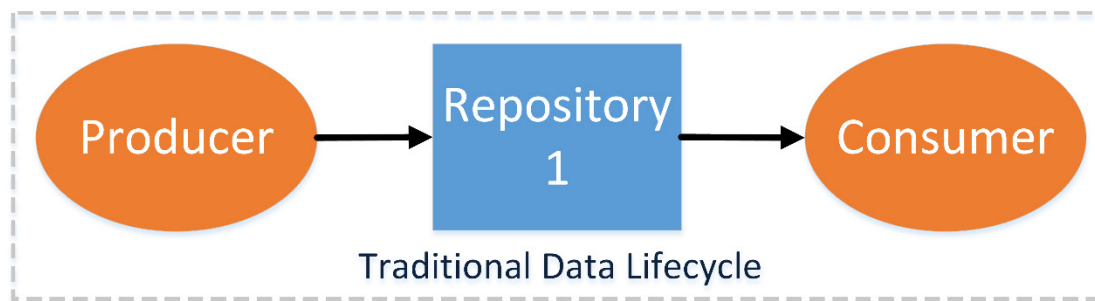 Producer
Repository
1
Consumer
Traditional Data Lifecycle